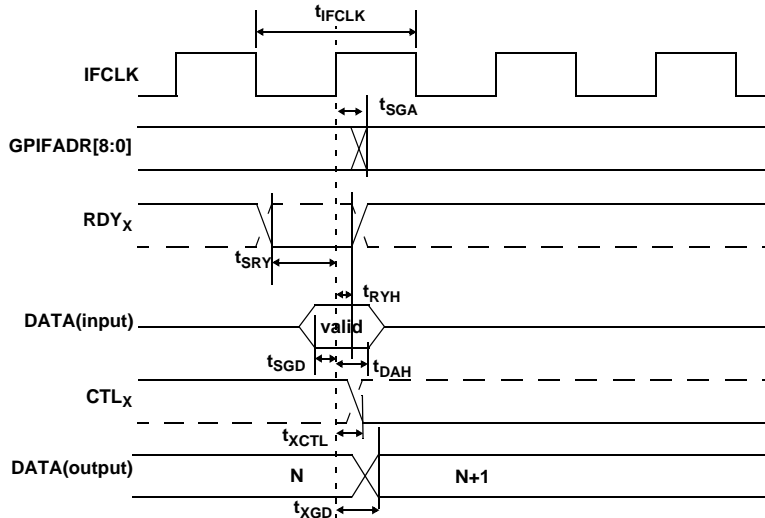 tIFCLK
IFCLK
tSGA
GPIFADR[8:0]
RDYX
tSRY
tRYH
DATA(input)
valid
tSGD
tDAH
CTLX
tXCTL
DATA(output)
N
N+1
tXGD